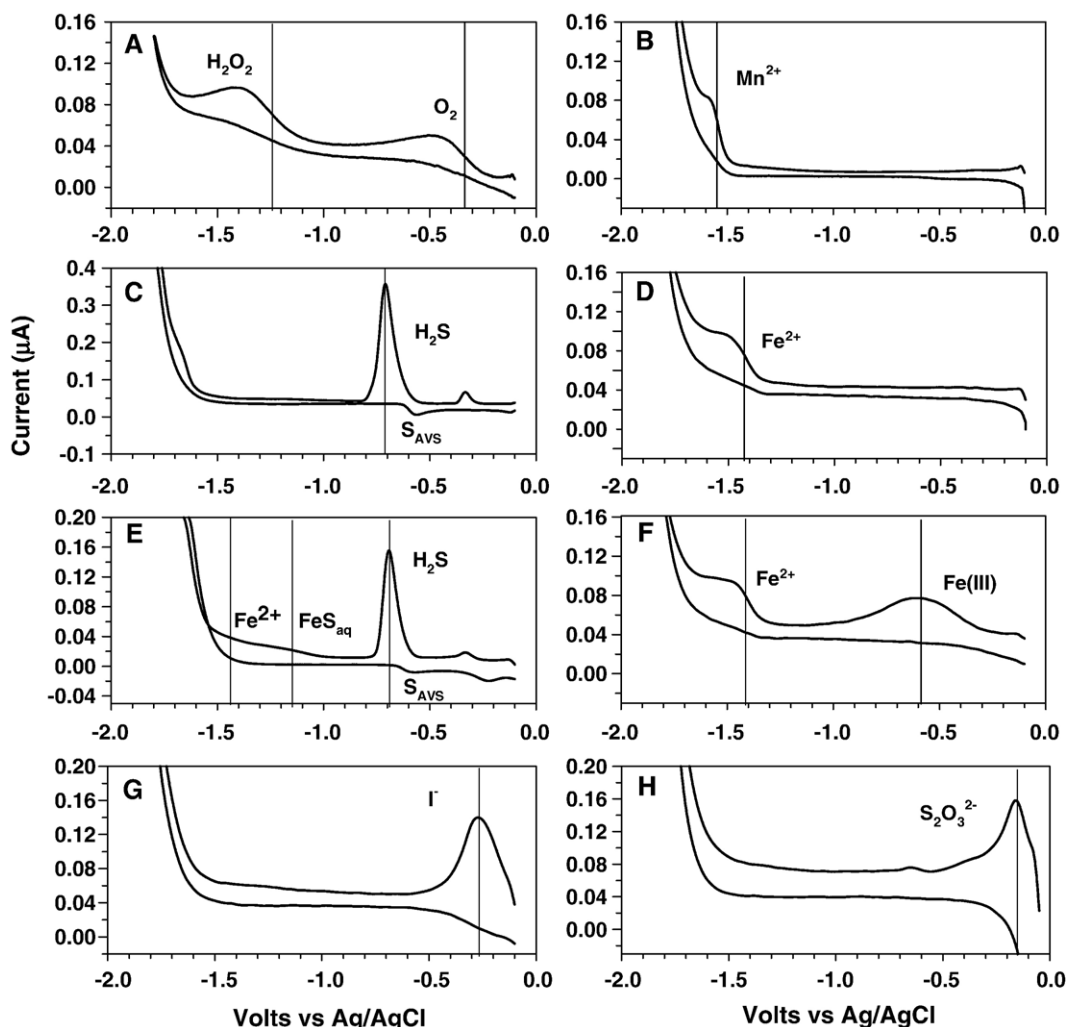 A
H₂O₂
O₂
0.16
0.12
0.08
0.04
0.00
-2.0 -1.5 -1.0 -0.5 0.0
B
Mn²⁺
0.16
0.12
0.08
0.04
0.00
-2.0 -1.5 -1.0 -0.5 0.0
C
H₂S
S_AVS
0.4
0.3
0.2
0.1
0.0
-0.1
-2.0 -1.5 -1.0 -0.5 0.0
D
Fe²⁺
0.16
0.12
0.08
0.04
0.00
-2.0 -1.5 -1.0 -0.5 0.0
Current (µA)
E
Fe²⁺
FeS_aq
H₂S
S_AVS
0.20
0.16
0.12
0.08
0.04
0.00
-0.04
-2.0 -1.5 -1.0 -0.5 0.0
F
Fe²⁺
Fe(III)
0.20
0.16
0.12
0.08
0.04
0.00
-2.0 -1.5 -1.0 -0.5 0.0
G
I⁻
0.20
0.16
0.12
0.08
0.04
0.00
-2.0 -1.5 -1.0 -0.5 0.0
Volts vs Ag/AgCl
H
S₂O₃²⁻
0.20
0.16
0.12
0.08
0.04
0.00
-2.0 -1.5 -1.0 -0.5 0.0
Volts vs Ag/AgCl